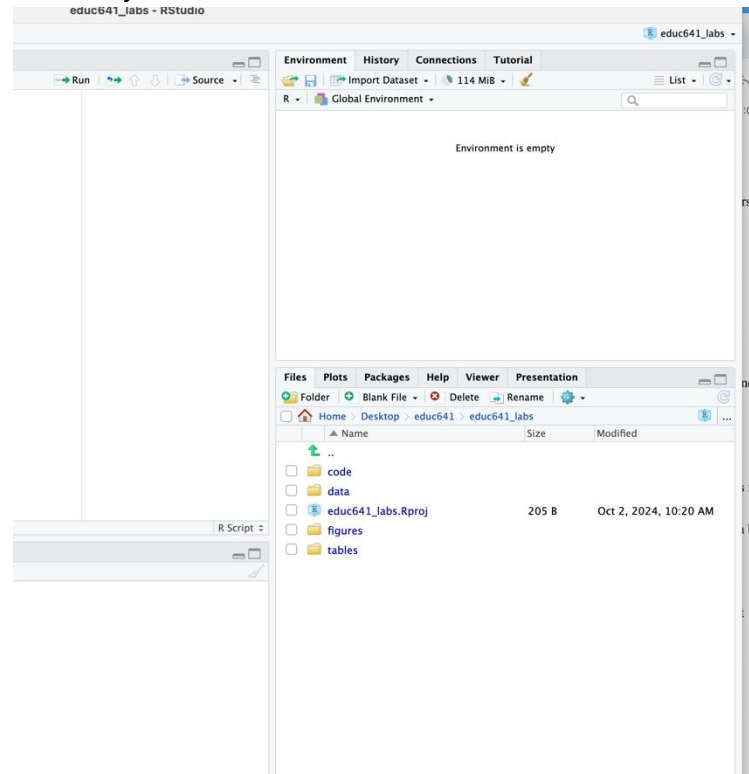 educ641_labs - RStudio
educ641_labs
Environment History Connections Tutorial
Run Source
Import Dataset 114 MiB List
R Global Environment
Environment is empty
Files Plots Packages Help Viewer Presentation
Folder Blank File Delete Rename
Home Desktop educ641 educ641_labs ...
Name Size Modified
..
code
data
educ641_labs.Rproj 205 B Oct 2, 2024, 10:20 AM
R Script
figures
tables